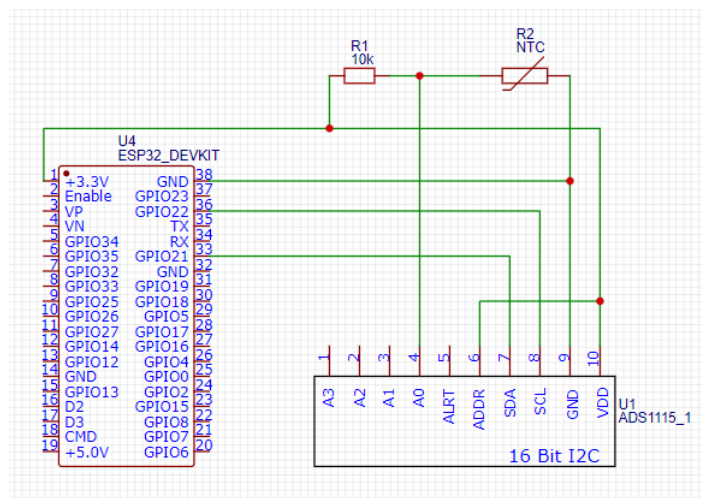 R1
10k
R2
NTC
U4
ESP32_DEVKIT
1 +3.3V GND 38
2 Enable GPIO23 37
3 VP GPIO22 36
4 VN TX 35
5 GPIO34 RX 34
6 GPIO35 GPIO21 33
7 GPIO32 GND 32
8 GPIO33 GPIO19 31
9 GPIO25 GPIO18 30
10 GPIO26 GPIO5 29
11 GPIO27 GPIO17 28
12 GPIO14 GPIO16 27
13 GPIO12 GPIO4 26
14 GND GPIO0 25
15 GPIO13 GPIO2 24
16 D2 GPIO15 23
17 D3 GPIO8 22
18 CMD GPIO7 21
19 +5.0V GPIO6 20
1 2 3 4 5 6 7 8 9 10
A3 A2 A1 A0 ALRT ADDR SDA SCL GND VDD
U1
ADS1115_1
16 Bit I2C